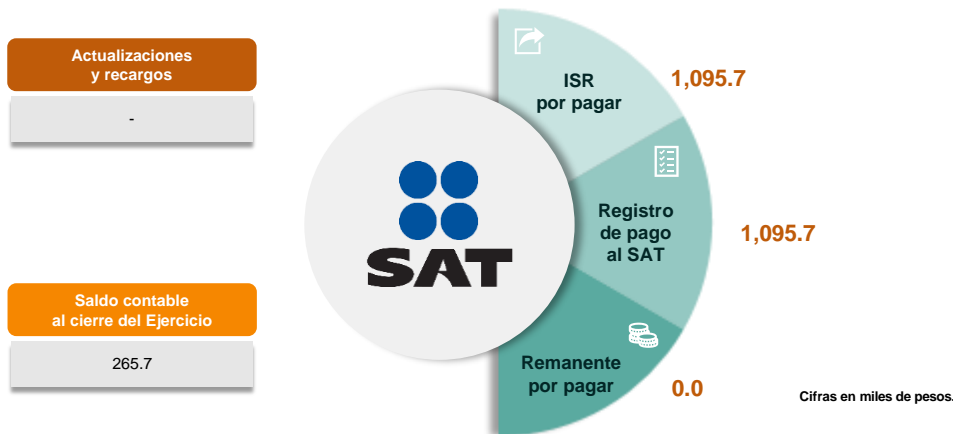 Actualizaciones
y recargos
-
Saldo contable
al cierre del Ejercicio
265.7
SAT
ISR
por pagar
1,095.7
Registro
de pago
al SAT
1,095.7
Remanente
por pagar
0.0
Cifras en miles de pesos.